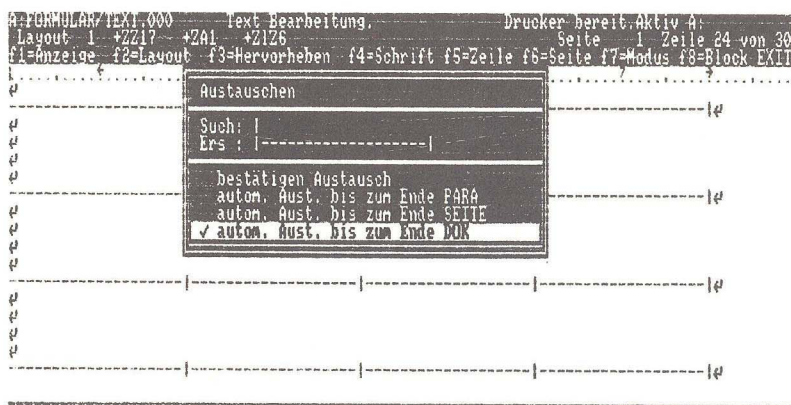 A:FORMULAR/TEXT.000 Text Bearbeitung. Drucker bereit.Aktiv A:
Layout 1 +ZZ17 +ZA1 +Z1Z6 Seite 1 Zeile 24 von 30
f1=Anzeige f2=Layout f3=Hervorheben f4=Schrift f5=Zeile f6=Seite f7=Modus f8=Block EXIT
Austauschen
Such:
Ers :
bestätigen Austausch
autom. Aust. bis zum Ende PARA
autom. Aust. bis zum Ende SEITE
✓ autom. Aust. bis zum Ende DOK